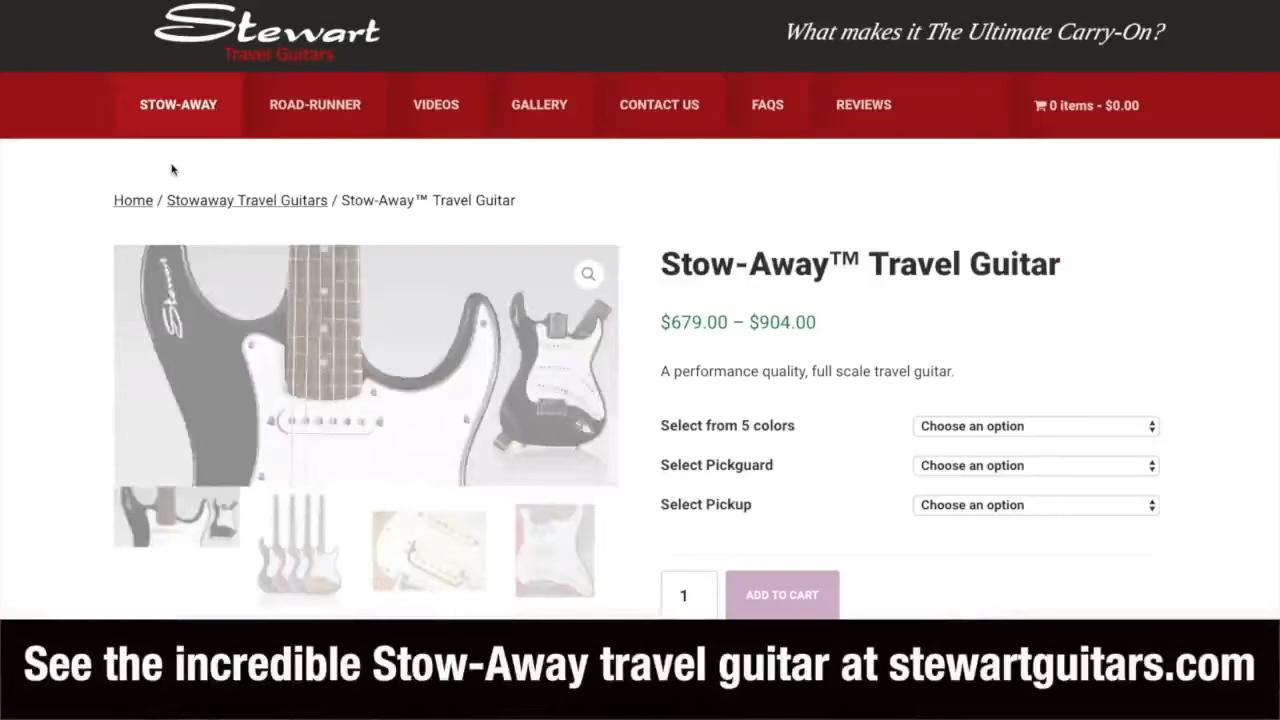 Stewart
Travel Guitars
What makes it The Ultimate Carry-On?
STOW-AWAY
ROAD-RUNNER
VIDEOS
GALLERY
CONTACT US
FAQS
REVIEWS
0 items - $0.00
Home / Stowaway Travel Guitars / Stow-Away™ Travel Guitar
Stewart
Stow-Away™ Travel Guitar
$679.00 – $904.00
A performance quality, full scale travel guitar.
Select from 5 colors
Choose an option
Select Pickguard
Choose an option
Select Pickup
Choose an option
1
ADD TO CART
See the incredible Stow-Away travel guitar at stewartguitars.com